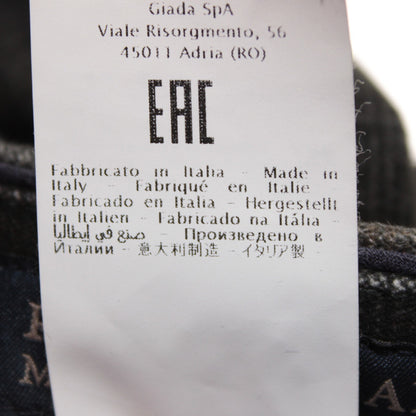 Giada SpA
Viale Risorgmento, 56
45011 Adria (RO)
EAC
Fabbricato in Italia - Made in
Italy - Fabriqué en Italie -
Fabricado en Italia - Hergestellt
in Italien - Fabricado na Itália -
صنع في إيطاليا - Произведено в
Италии - 意大利制造 - イタリア製 -